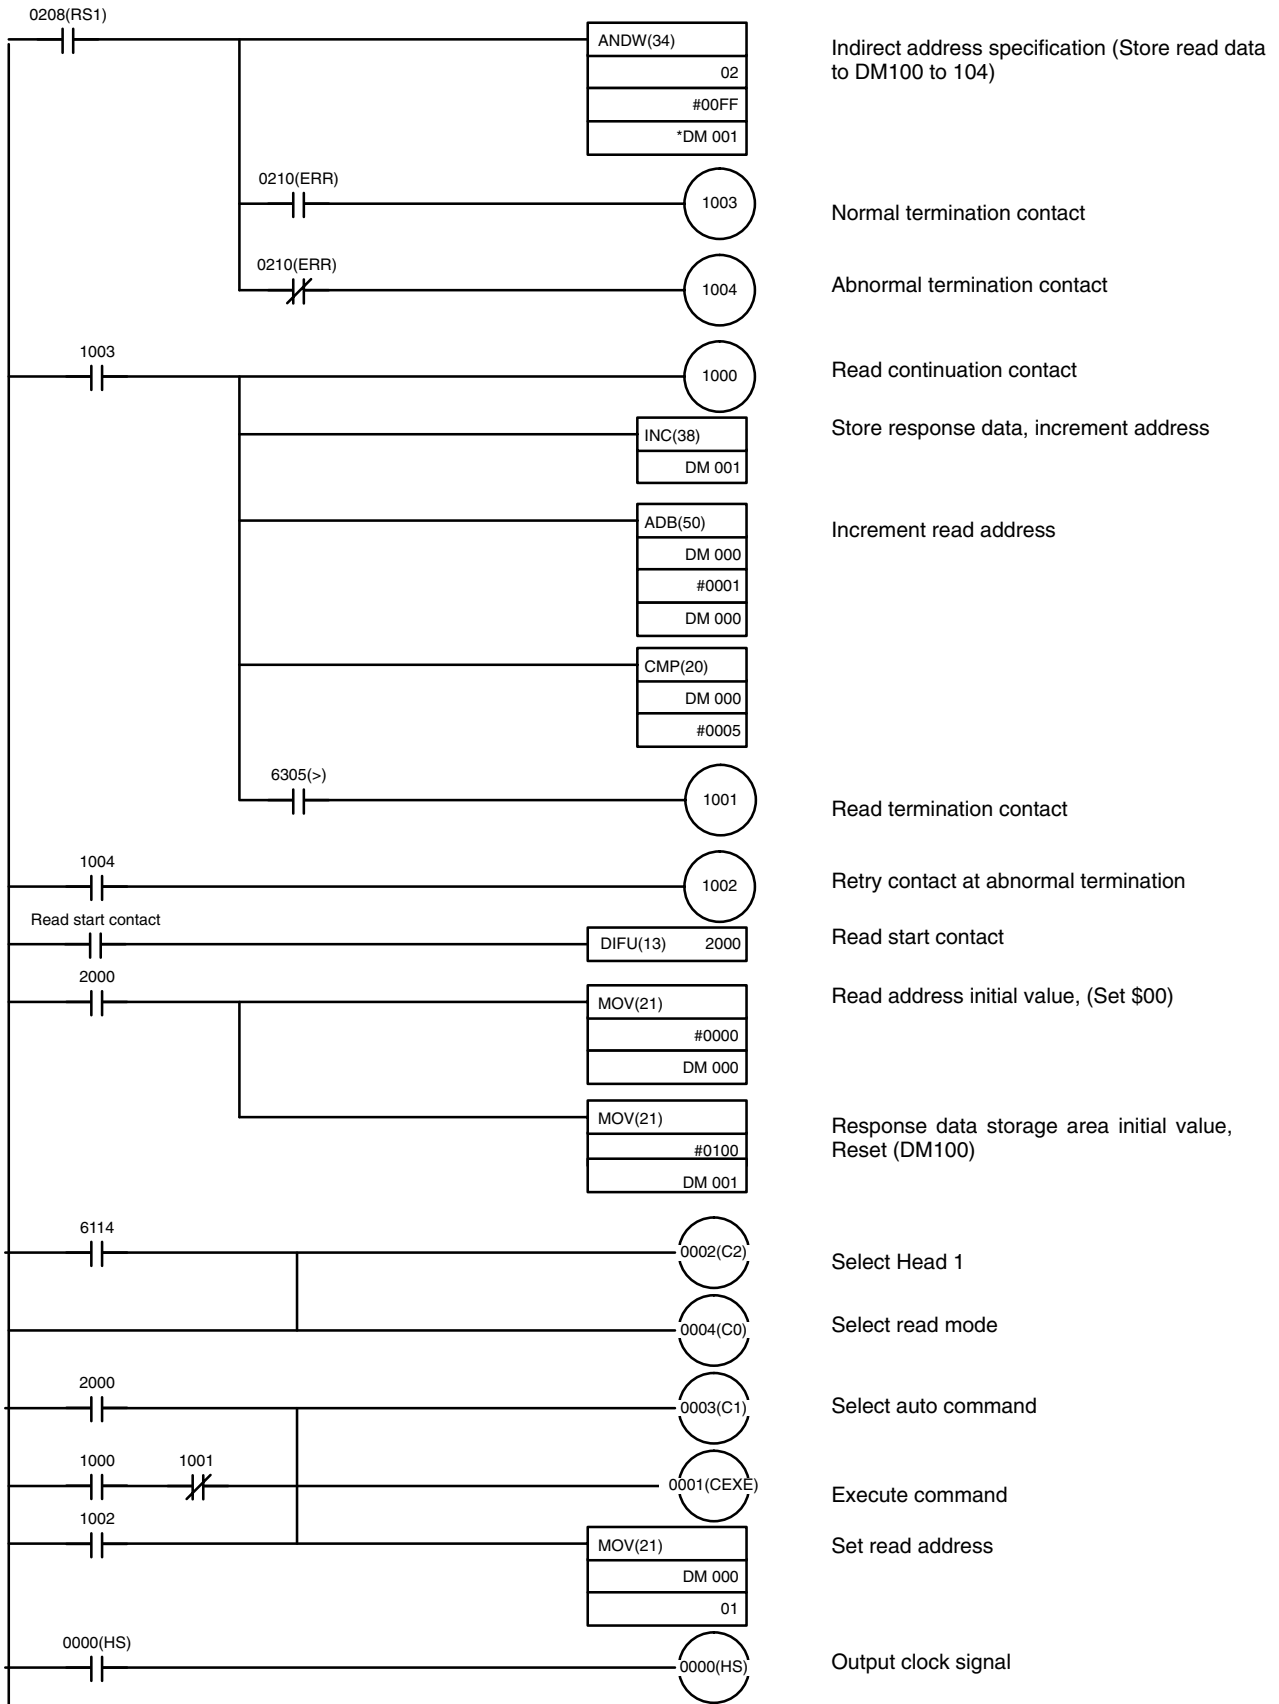 0208(RS1)
ANDW(34)
02
#00FF
*DM 001
Indirect address specification (Store read data
to DM100 to 104)
0210(ERR)
1003
Normal termination contact
0210(ERR)
1004
Abnormal termination contact
1003
1000
Read continuation contact
INC(38)
DM 001
Store response data, increment address
ADB(50)
DM 000
#0001
DM 000
Increment read address
CMP(20)
DM 000
#0005
6305(>)
1001
Read termination contact
1004
1002
Retry contact at abnormal termination
Read start contact
DIFU(13) 2000
Read start contact
2000
MOV(21)
#0000
DM 000
Read address initial value, (Set $00)
MOV(21)
#0100
DM 001
Response data storage area initial value,
Reset (DM100)
6114
0002(C2)
Select Head 1
0004(C0)
Select read mode
2000
0003(C1)
Select auto command
1000 1001
0001(CEXE)
Execute command
1002
MOV(21)
DM 000
01
Set read address
0000(HS)
0000(HS)
Output clock signal